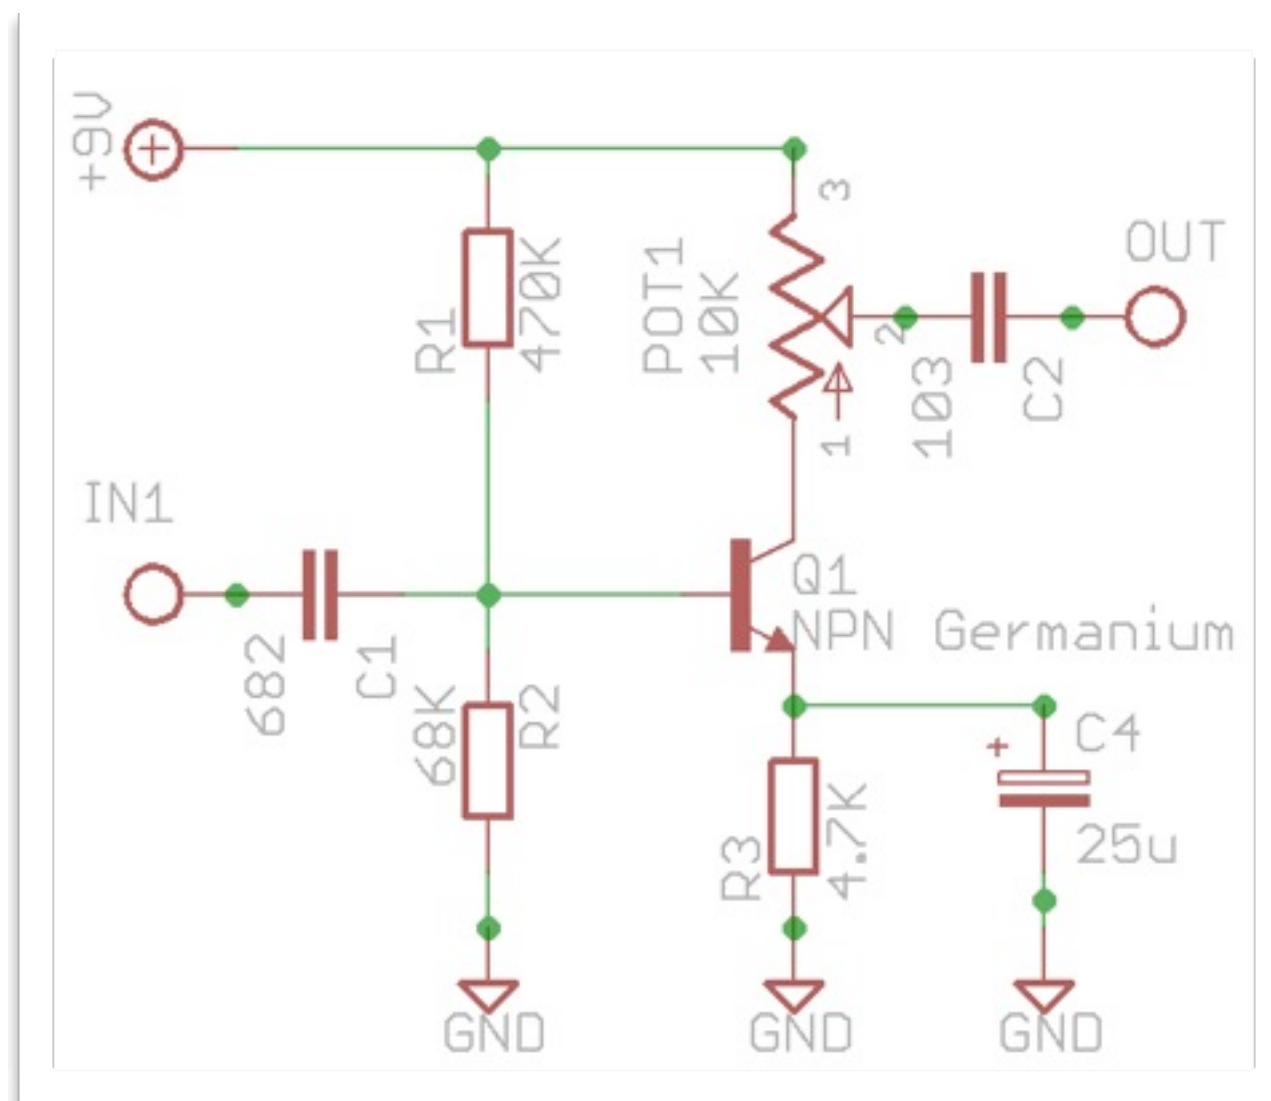 +9V
3
OUT
R1
470K
POT1
10K
2
1
103
C2
IN1
Q1
NPN Germanium
682
C1
68K
R2
+
C4
25u
R3
4.7K
GND
GND
GND